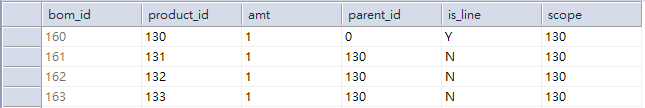 bom_id product_id amt parent_id is_line scope
160 130 1 0 Y 130
161 131 1 130 N 130
162 132 1 130 N 130
163 133 1 130 N 130